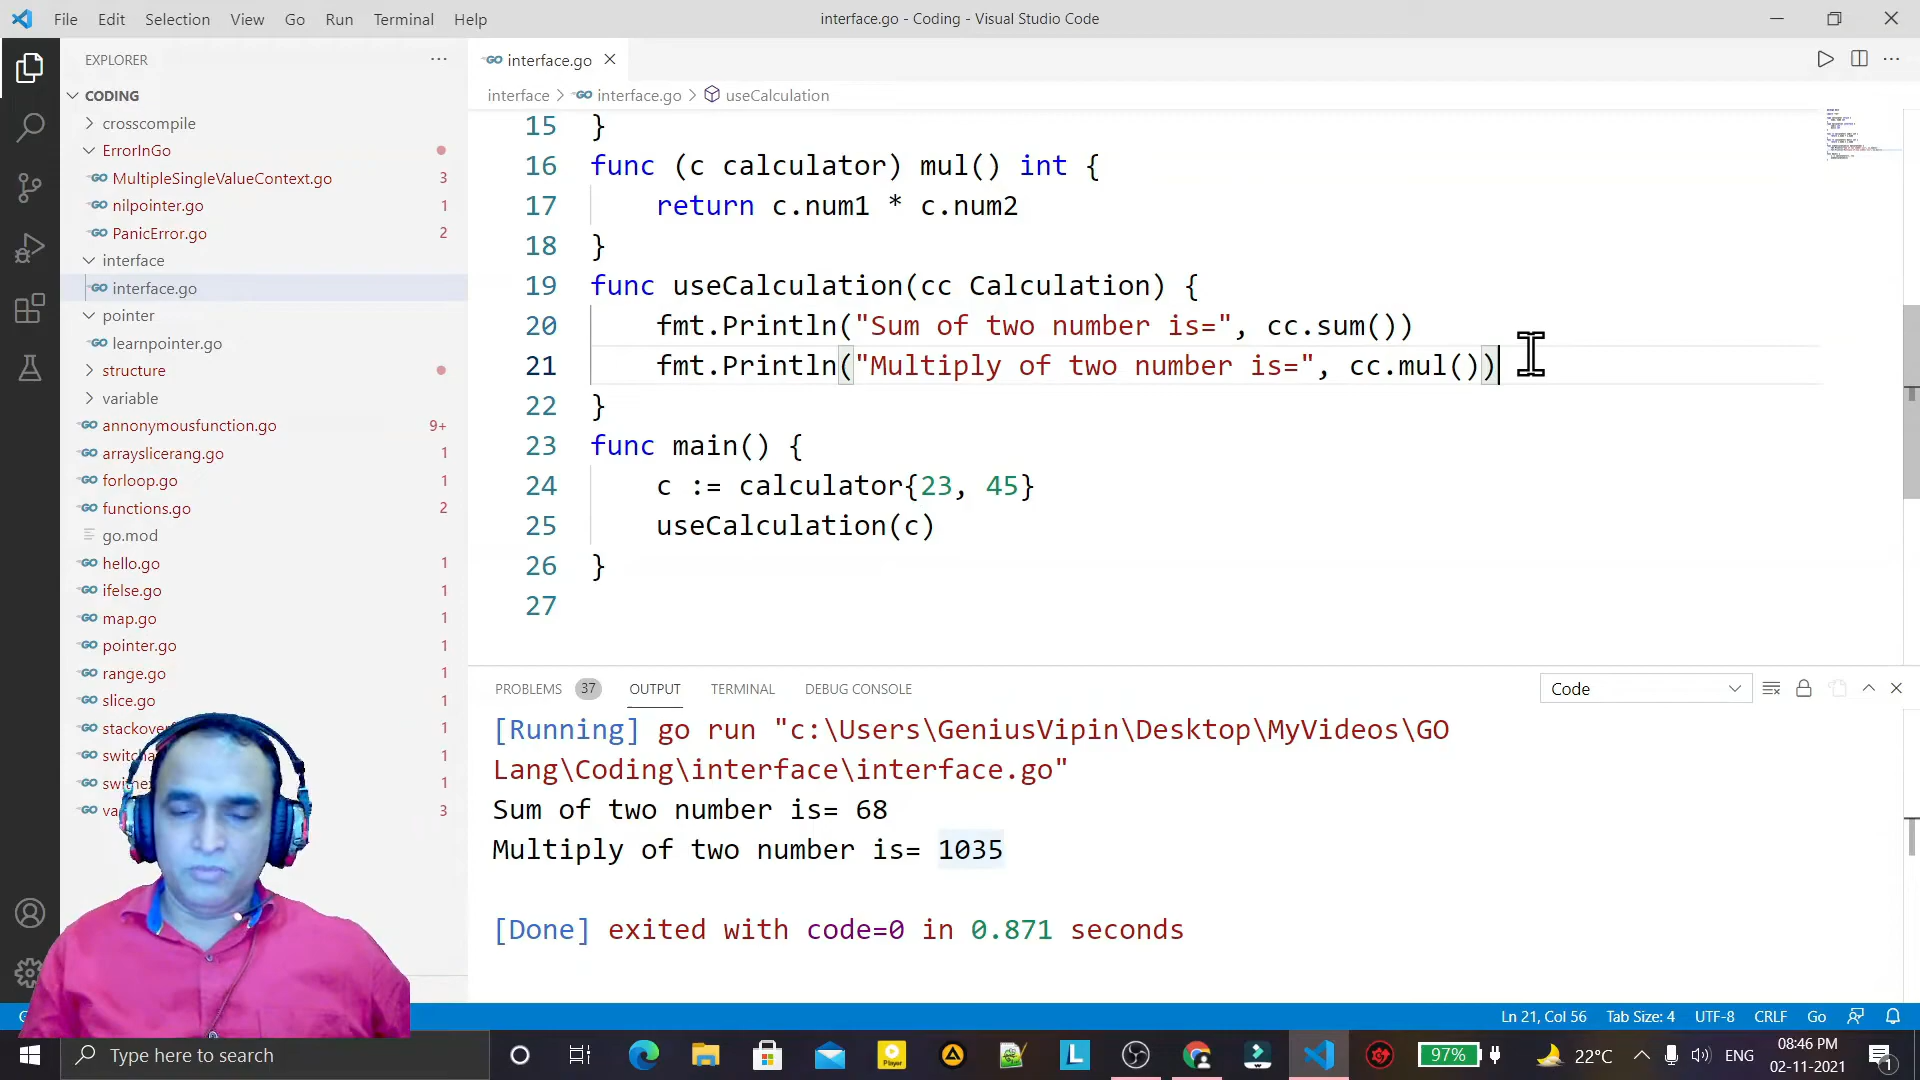 File Edit Selection View Go Run Terminal Help
interface.go - Coding - Visual Studio Code
EXPLORER
CODING
crosscompile
ErrorInGo
MultipleSingleValueContext.go 3
nilpointer.go 1
PanicError.go 2
interface
interface.go
pointer
learnpointer.go
structure
variable
annonymousfunction.go 9+
arrayslicerang.go 1
forloop.go 1
functions.go 2
go.mod
hello.go 1
ifelse.go 1
map.go 1
pointer.go 1
range.go 1
slice.go 1
1
1
1
3
interface.go
interface > interface.go > useCalculation
15 }
16 func (c calculator) mul() int {
17 return c.num1 * c.num2
18 }
19 func useCalculation(cc Calculation) {
20 fmt.Println("Sum of two number is=", cc.sum())
21 fmt.Println("Multiply of two number is=", cc.mul())
22 }
23 func main() {
24 c := calculator{23, 45}
25 useCalculation(c)
26 }
27
PROBLEMS 37 OUTPUT TERMINAL DEBUG CONSOLE
Code
[Running] go run "c:\Users\GeniusVipin\Desktop\MyVideos\GO
Lang\Coding\interface\interface.go"
Sum of two number is= 68
Multiply of two number is= 1035
[Done] exited with code=0 in 0.871 seconds
Ln 21, Col 56 Tab Size: 4 UTF-8 CRLF Go
Type here to search
Player
L
97%
22°C
ENG
08:46 PM
02-11-2021
1